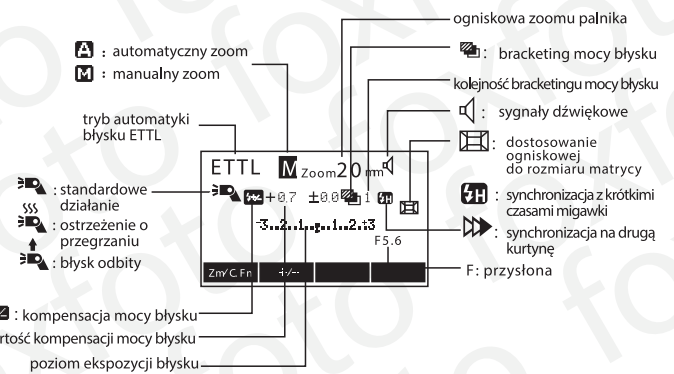 ogniskowa zoomu palnika
A : automatyczny zoom
M : manualny zoom
: bracketing mocy błysku
kolejność bracketingu mocy błysku
: sygnały dźwiękowe
tryb automatyki
błysku ETTL
: dostosowanie
ogniskowej
do rozmiaru matrycy
ETTL M Zoom20mm
+0.7 ±0.0 1 H
-3..2..1..0..1..2.+3
F5.6
Zm/C.Fn +/-
: standardowe
działanie
: ostrzeżenie o
przegrzaniu
: błysk odbity
H : synchronizacja z krótkimi
czasami migawki
: synchronizacja na drugą
kurtynę
F: przysłona
: kompensacja mocy błysku
rtość kompensacji mocy błysku
poziom ekspozycji błysku